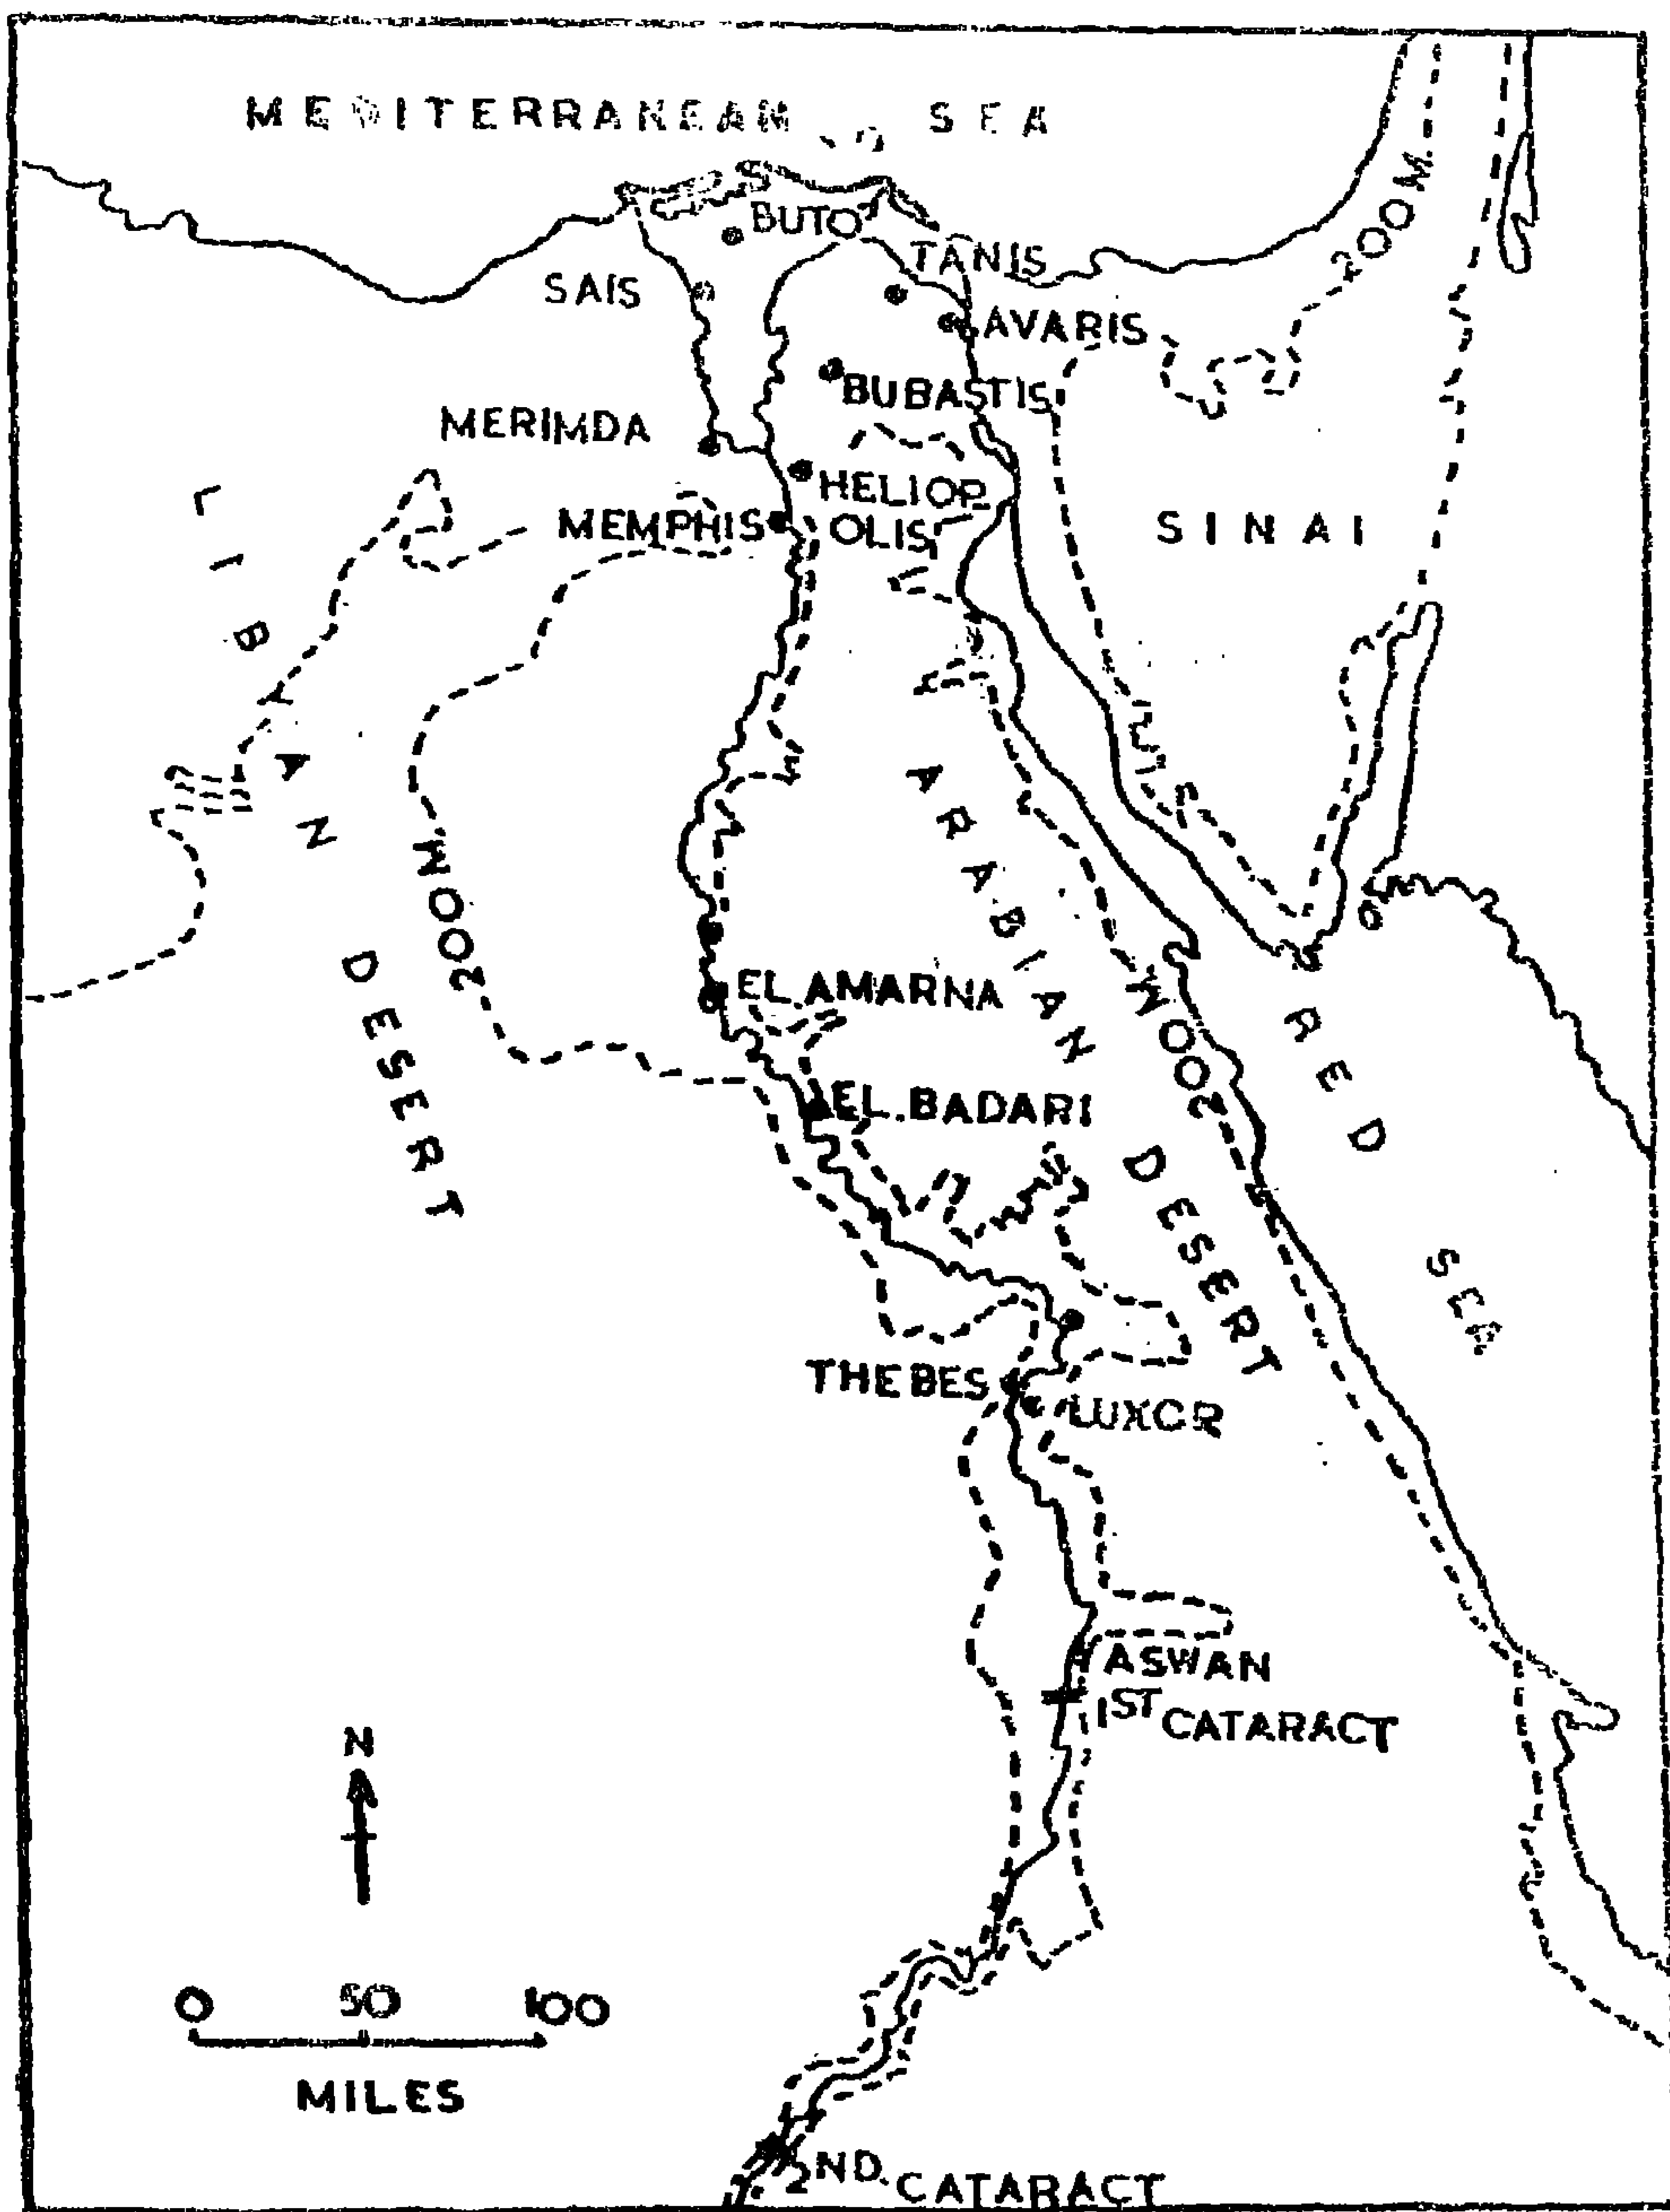 MEDITERRANEAN SEA
BUTO
TANIS
SAIS
AVARIS
200M.
BUBASTIS
MERIMDA
HELIOP
OLIS
MEMPHIS
SINAI
LIBYAN DESERT
200M.
ARABIAN DESERT
200M.
RED SEA
EL.AMARNA
EL.BADARI
THEBES
LUXOR
ASWAN
1ST CATARACT
N
0 50 100
MILES
2ND. CATARACT